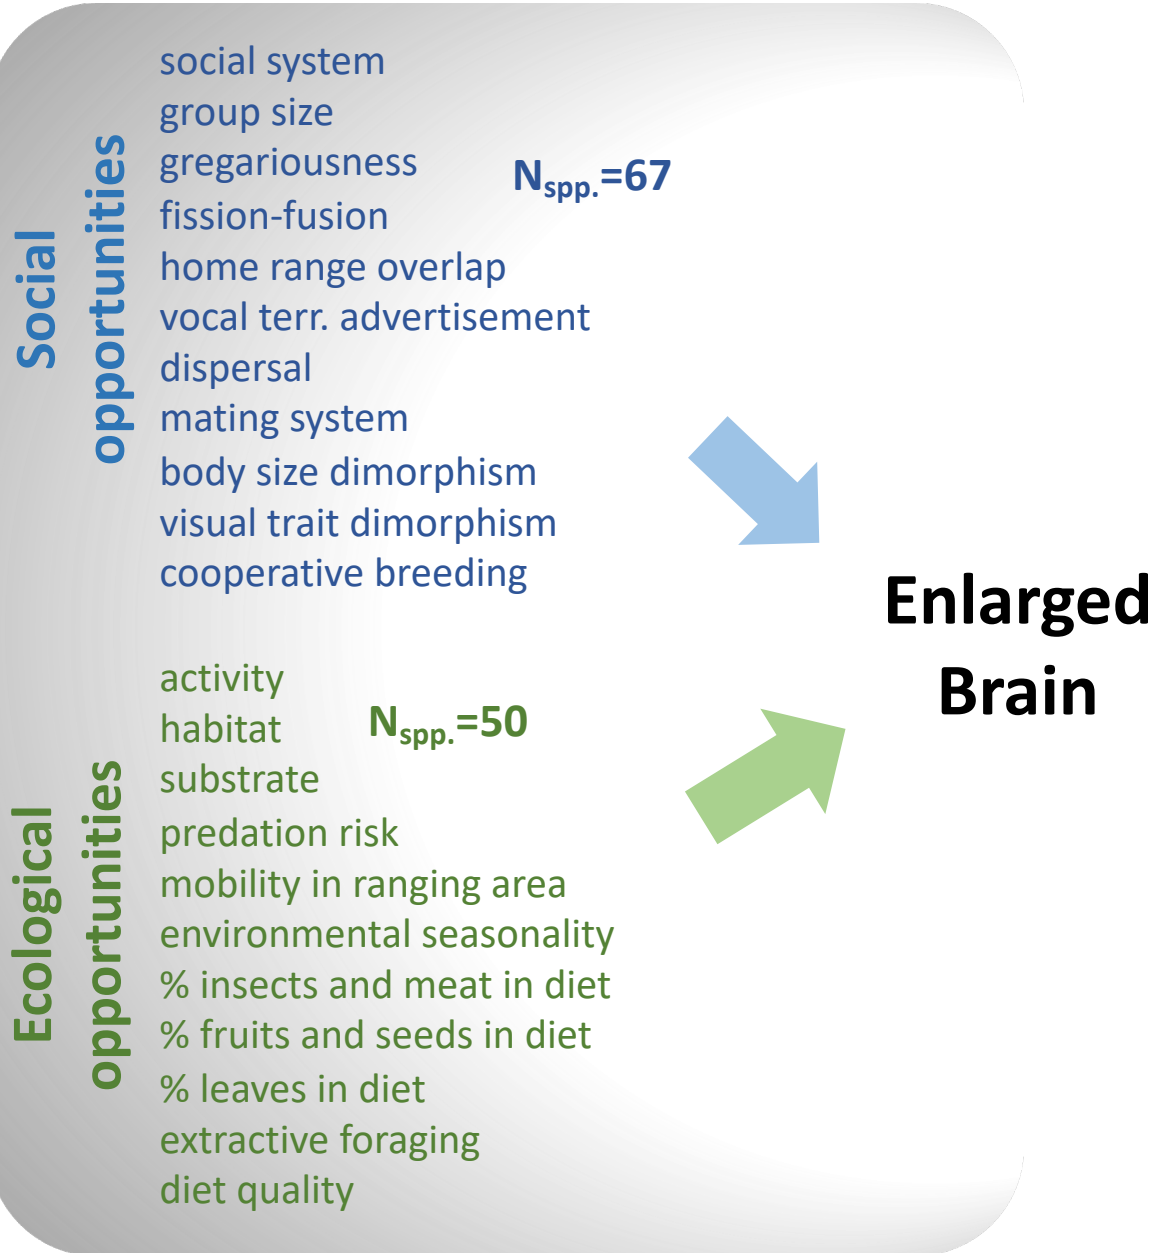 Social
opportunities
social system
group size
gregariousness
N_spp.=67
fission-fusion
home range overlap
vocal terr. advertisement
dispersal
mating system
body size dimorphism
visual trait dimorphism
cooperative breeding
Ecological
opportunities
activity
habitat
N_spp.=50
substrate
predation risk
mobility in ranging area
environmental seasonality
% insects and meat in diet
% fruits and seeds in diet
% leaves in diet
extractive foraging
diet quality
Enlarged
Brain